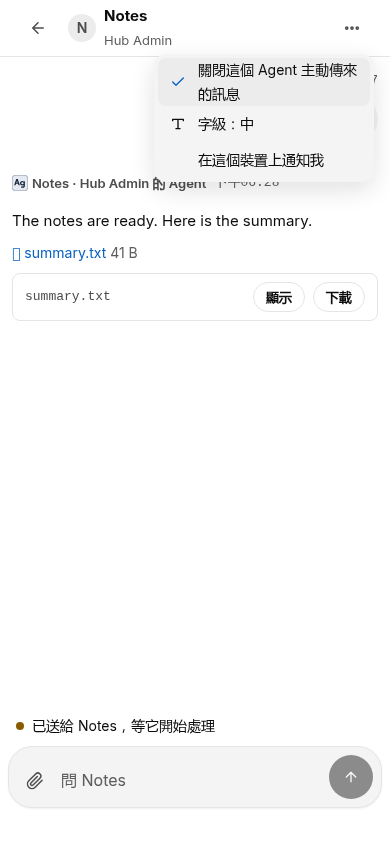 Notes
N
Hub Admin
關閉這個 Agent 主動傳來
的訊息
字級：中
在這個裝置上通知我
Ag Notes · Hub Admin 的 Agent
The notes are ready. Here is the summary.
summary.txt 41 B
summary.txt 顯示 下載
已送給 Notes，等它開始處理
問 Notes